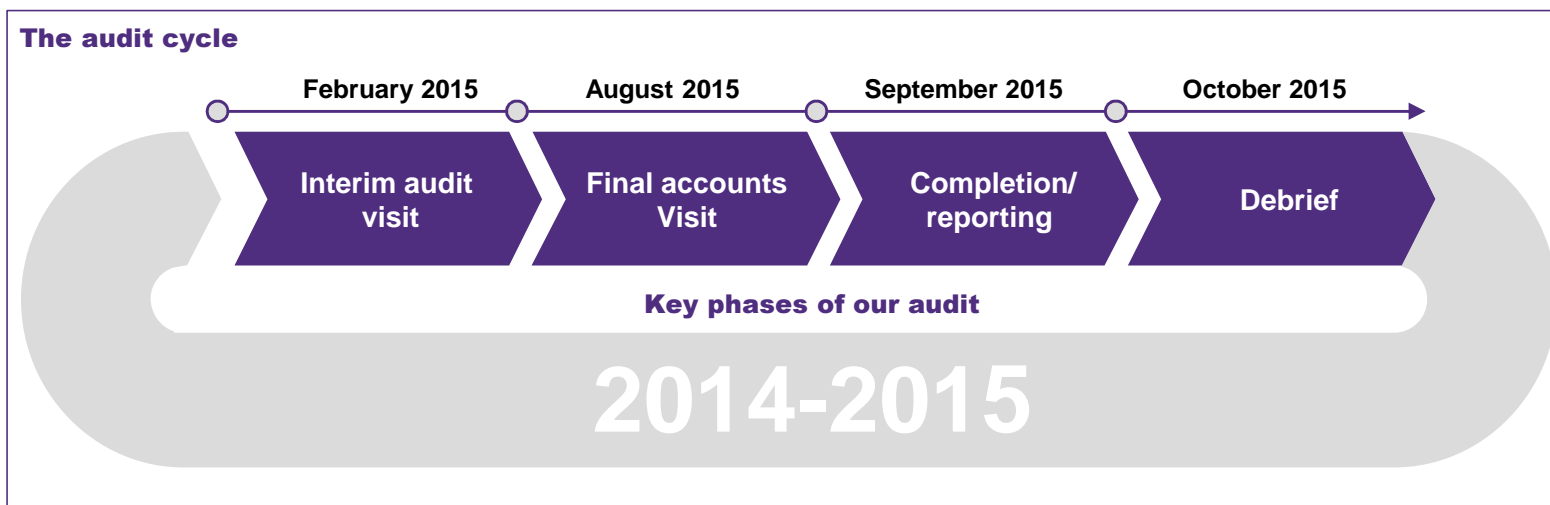 The audit cycle
February 2015
August 2015
September 2015
October 2015
Interim audit
visit
Final accounts
Visit
Completion/
reporting
Debrief
Key phases of our audit
2014-2015